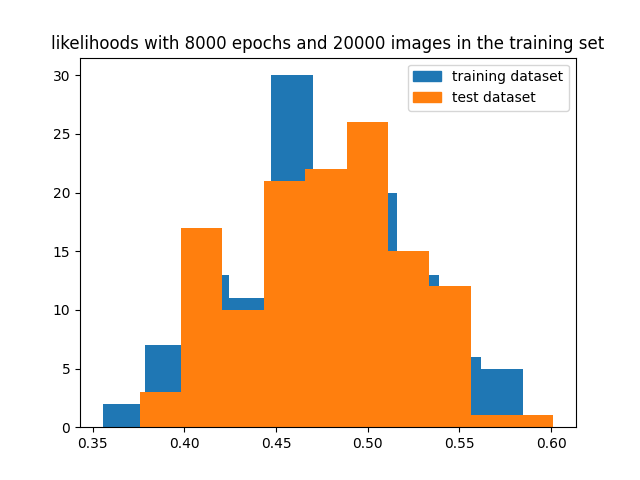 likelihoods with 8000 epochs and 20000 images in the training set
training dataset
test dataset
30
25
20
15
10
5
0
0.35 0.40 0.45 0.50 0.55 0.60